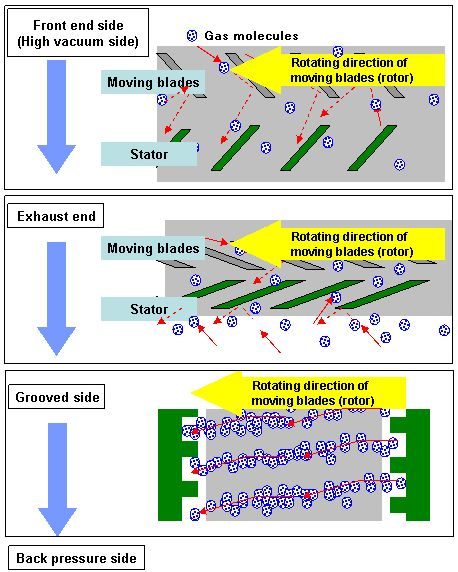 Front end side
(High vacuum side)
Gas molecules
Rotating direction of
moving blades (rotor)
Moving blades
Stator
Exhaust end
Moving blades
Rotating direction of
moving blades (rotor)
Stator
Grooved side
Rotating direction of
moving blades (rotor)
Back pressure side